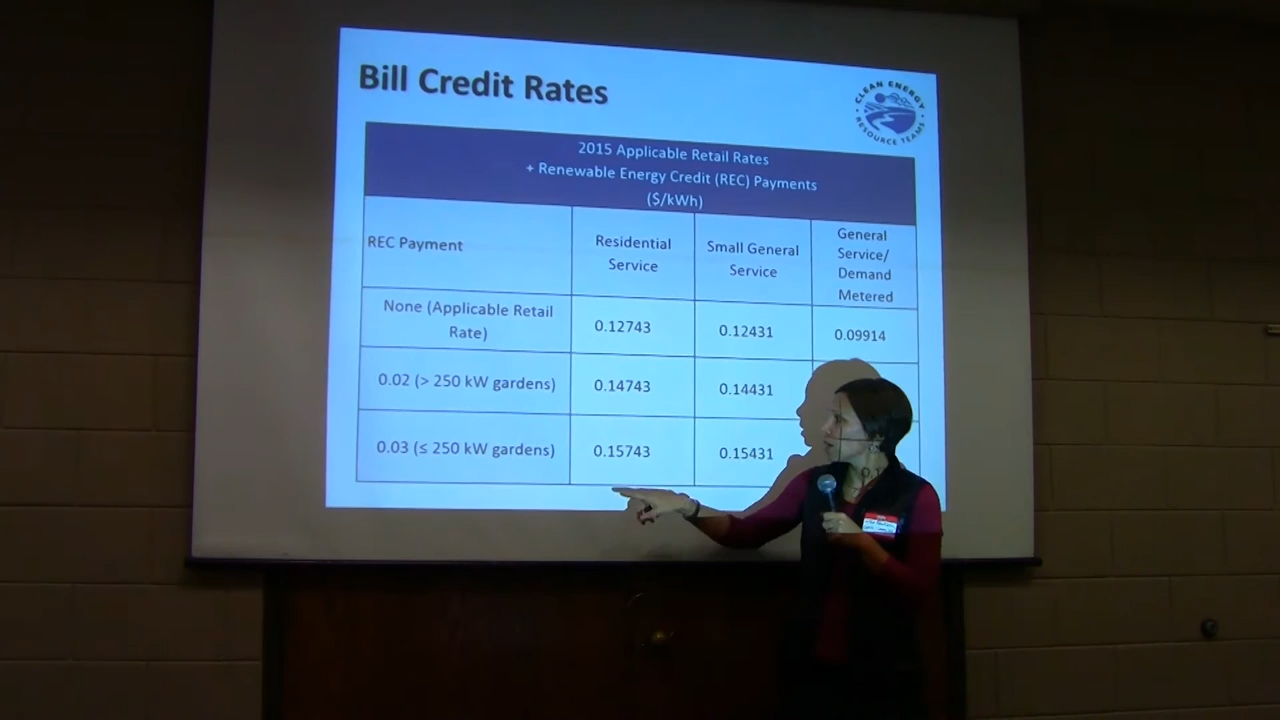 Bill Credit Rates
CLEAN ENERGY
RESOURCE TEAMS
2015 Applicable Retail Rates
+ Renewable Energy Credit (REC) Payments
($/kWh)
REC Payment
Residential
Service
Small General
Service
General
Service/
Demand
Metered
None (Applicable Retail
Rate)
0.12743
0.12431
0.09914
0.02 (> 250 kW gardens)
0.14743
0.14431
0.03 (≤ 250 kW gardens)
0.15743
0.15431